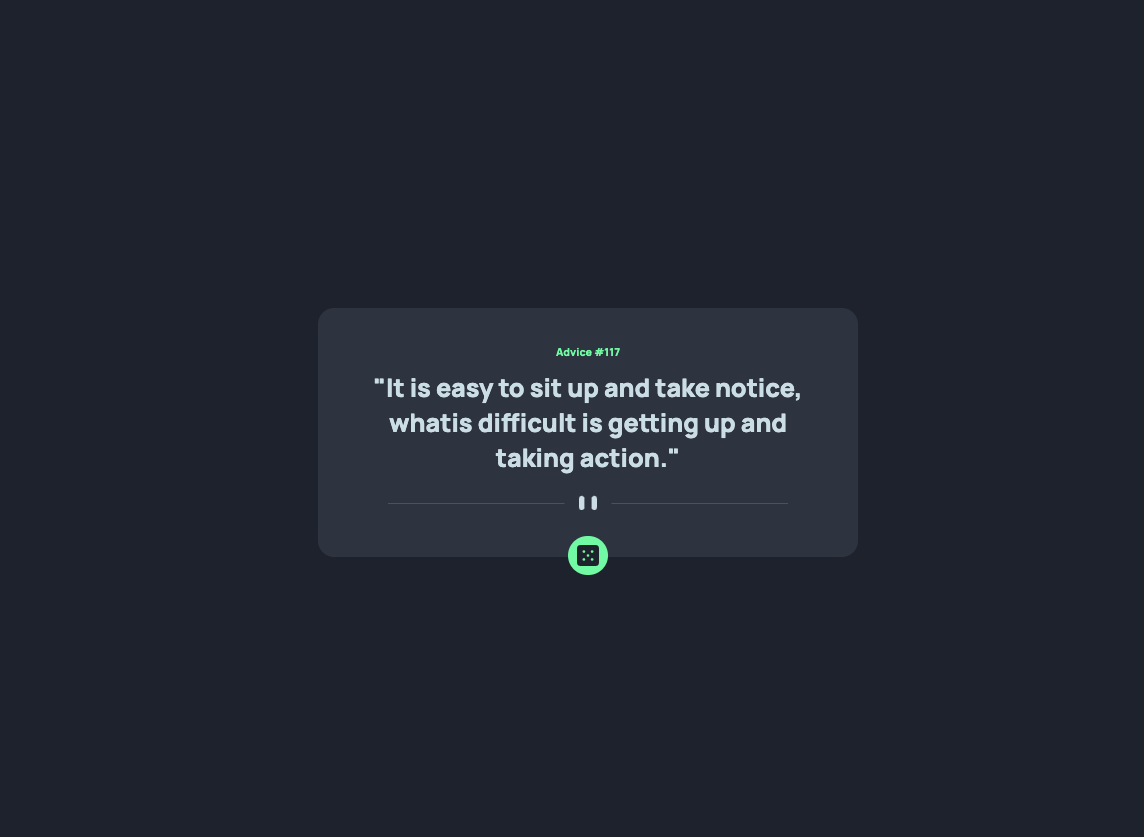 Advice #117
"It is easy to sit up and take notice,
whatis difficult is getting up and
taking action."